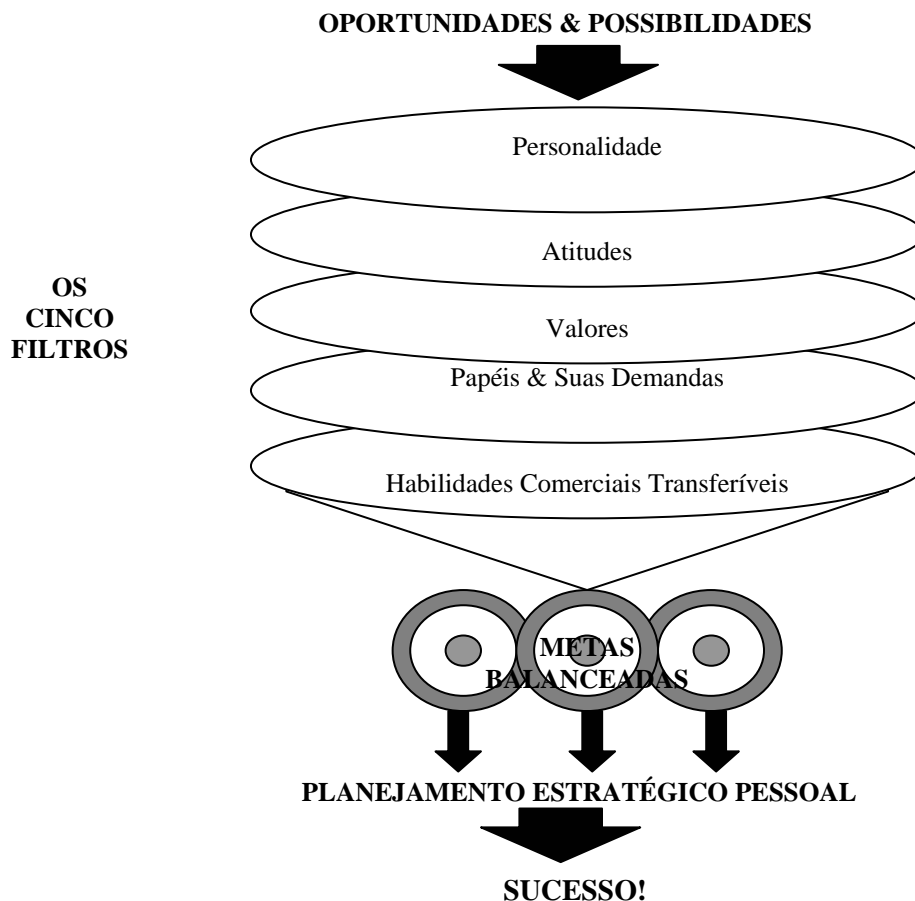 OPORTUNIDADES & POSSIBILIDADES
Personalidade
Atitudes
OS
CINCO
FILTROS
Valores
Papéis & Suas Demandas
Habilidades Comerciais Transferíveis
METAS
BALANCEADAS
PLANEJAMENTO ESTRATÉGICO PESSOAL
SUCESSO!